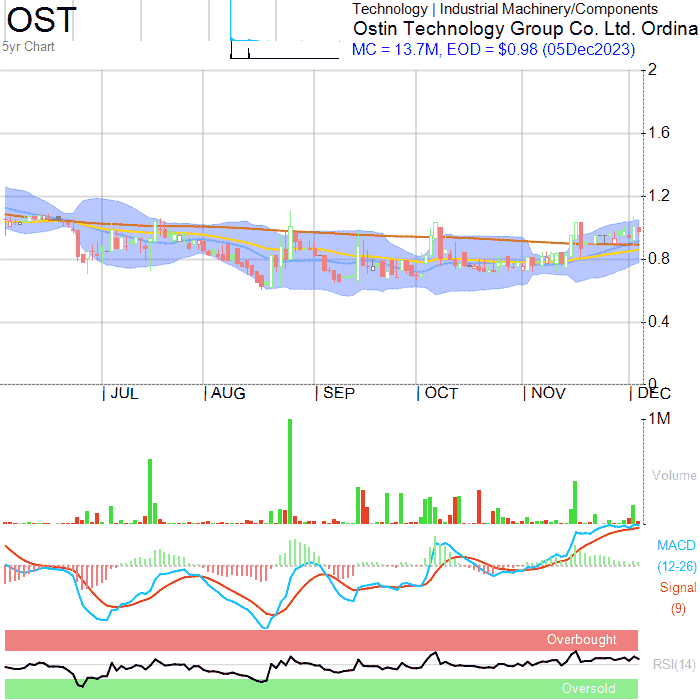 OST
5yr Chart
Technology | Industrial Machinery/Components
Ostin Technology Group Co. Ltd. Ordina
MC = 13.7M, EOD = $0.98 (05Dec2023)
2
1.6
1.2
0.8
0.4
0
JUL AUG SEP OCT NOV DEC
1M
Volume
MACD
(12-26)
Signal
(9)
Overbought
RSI(14)
Oversold